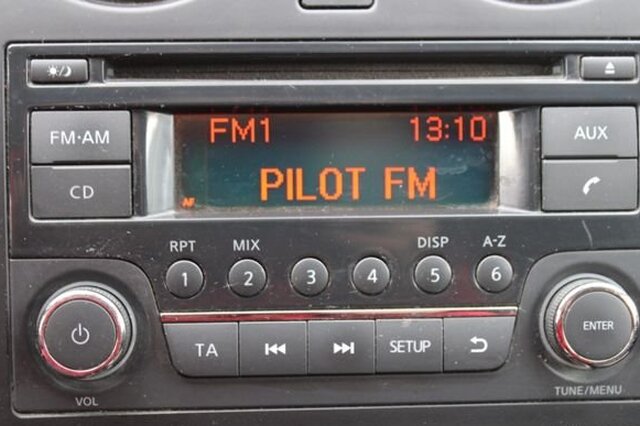 FM1 13:10
PILOT FM
AF
FM·AM
CD
AUX
RPT MIX DISP A-Z
1 2 3 4 5 6
TA SETUP
ENTER
VOL
TUNE/MENU